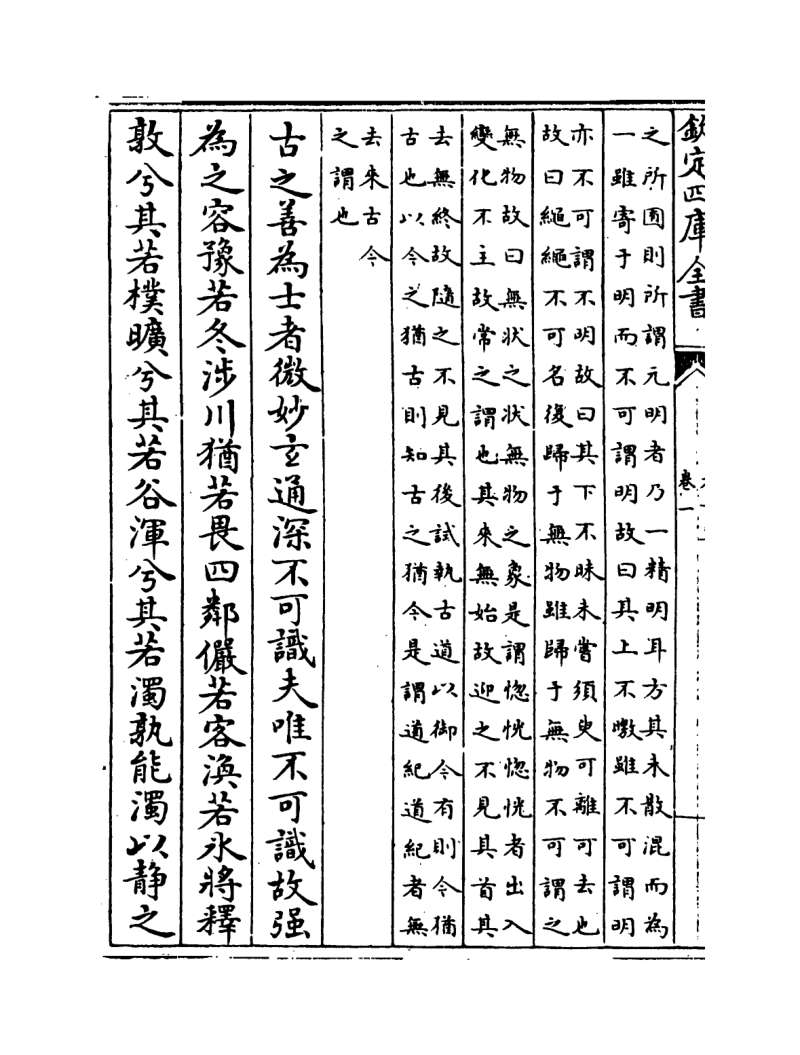 欽定四庫全書
卷一
之所囿則所謂元明者乃一精明耳方其未散混而為
一雖寄于明而不可謂明故曰其上不皦雖不可謂明
亦不可謂不明故曰其下不昧未嘗須臾可離可去也
故曰繩繩不可名復歸于無物雖歸于無物不可謂之
無物故曰無狀之狀無物之象是謂惚恍惚恍者出入
變化不主故常之謂也其來無始故迎之不見其首其
去無終故隨之不見其後試執古道以御今有則今猶
古也以今之猶古則知古之猶今是謂道紀道紀者無
去來古今
之謂也
古之善為士者微妙玄通深不可識夫唯不可識故强
為之容豫若冬涉川猶若畏四鄰儼若客渙若氷將釋
敦兮其若樸曠兮其若谷渾兮其若濁孰能濁以静之